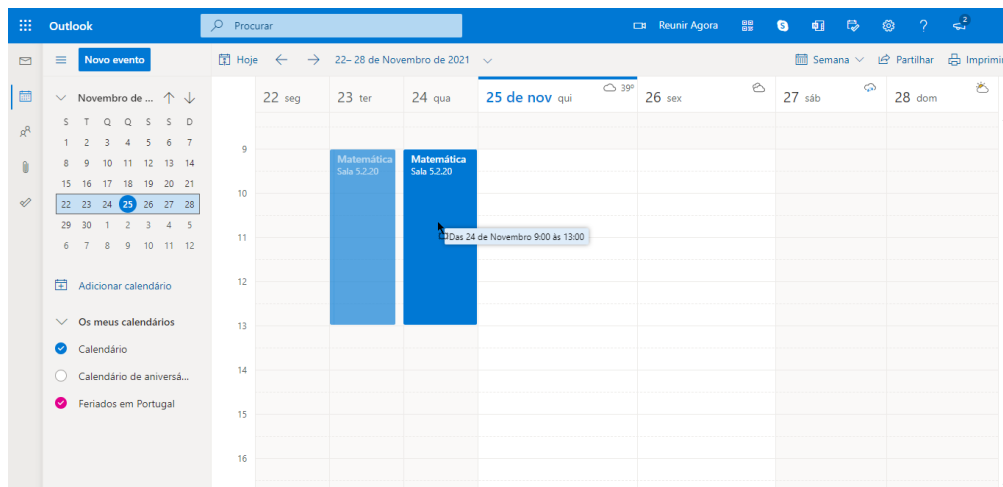 Outlook
Procurar
Reunir Agora
2
Novo evento
Hoje
22– 28 de Novembro de 2021
Semana
Partilhar
Imprimir
Novembro de ...
S T Q Q S S D
1 2 3 4 5 6 7
8 9 10 11 12 13 14
15 16 17 18 19 20 21
22 23 24 25 26 27 28
29 30 1 2 3 4 5
6 7 8 9 10 11 12
Adicionar calendário
Os meus calendários
Calendário
Calendário de aniversá...
Feriados em Portugal
22 seg
23 ter
24 qua
25 de nov qui
39º
26 sex
27 sáb
28 dom
9
Matemática
Sala 5.2.20
Matemática
Sala 5.2.20
10
11
Das 24 de Novembro 9:00 às 13:00
12
13
14
15
16